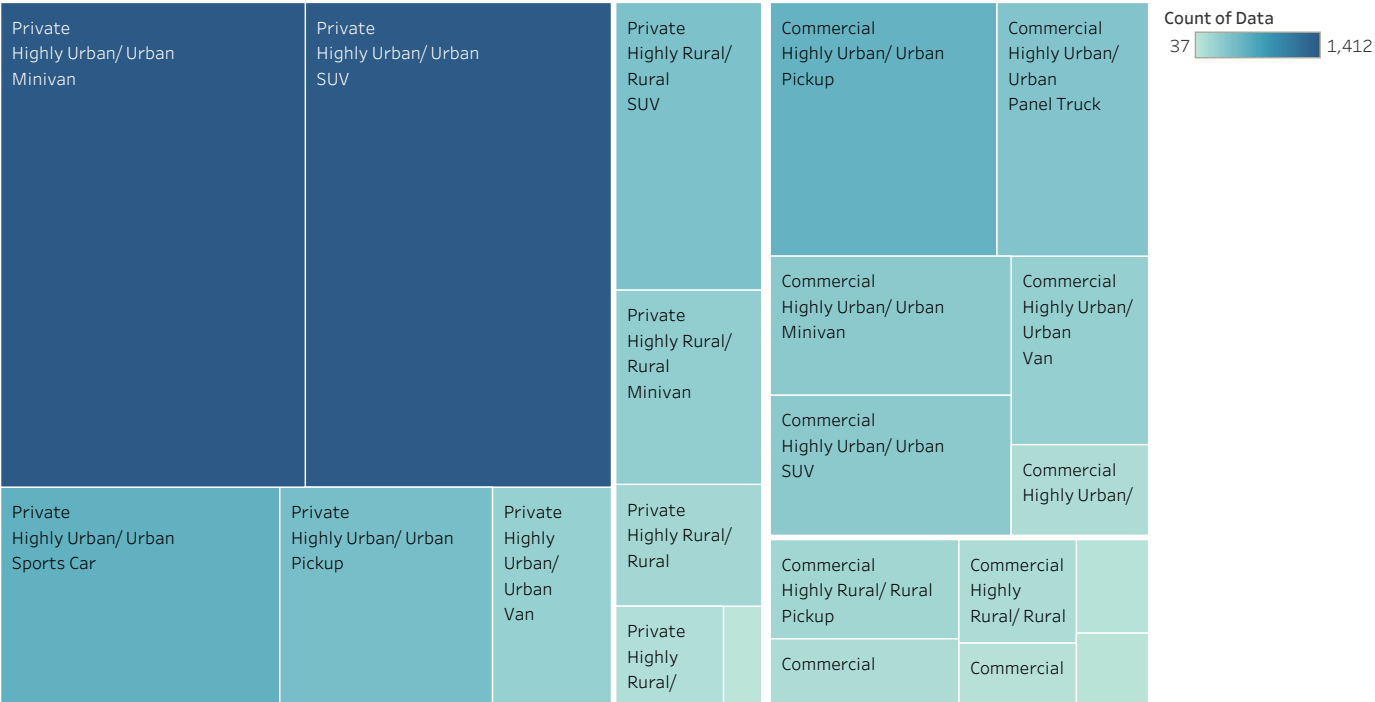 Private
Highly Urban/ Urban
Minivan
Private
Highly Urban/ Urban
SUV
Private
Highly Rural/
Rural
SUV
Commercial
Highly Urban/ Urban
Pickup
Commercial
Highly Urban/
Urban
Panel Truck
Count of Data
37 1,412
Commercial
Highly Urban/ Urban
Minivan
Commercial
Highly Urban/
Urban
Van
Private
Highly Rural/
Rural
Minivan
Commercial
Highly Urban/ Urban
SUV
Commercial
Highly Urban/
Private
Highly Urban/ Urban
Sports Car
Private
Highly Urban/ Urban
Pickup
Private
Highly
Urban/
Urban
Van
Private
Highly Rural/
Rural
Private
Highly
Rural/
Commercial
Highly Rural/ Rural
Pickup
Commercial
Highly
Rural/ Rural
Commercial
Commercial